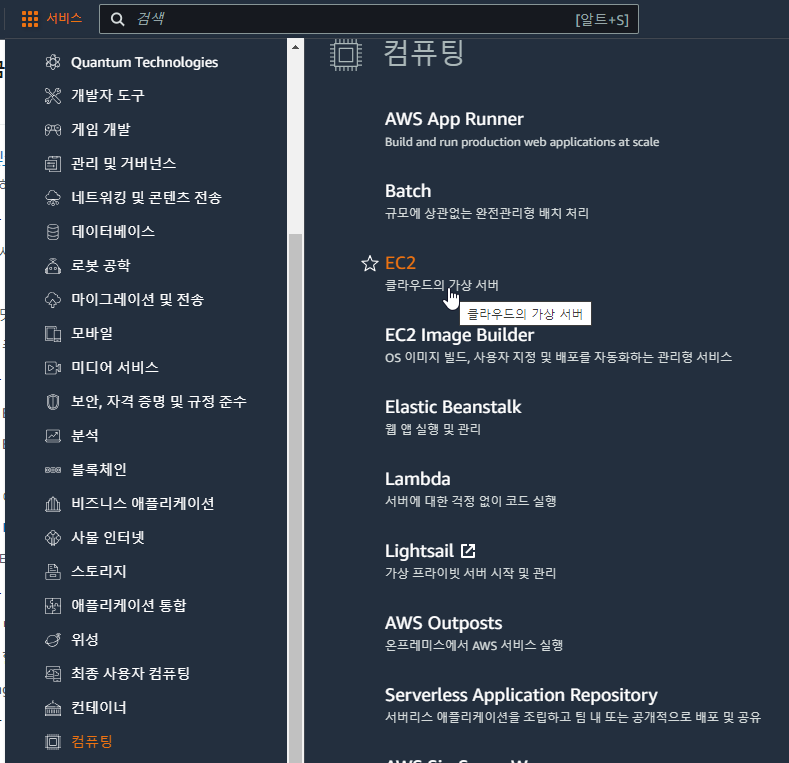 서비스
검색
[알트+S]
Quantum Technologies
개발자 도구
게임 개발
관리 및 거버넌스
네트워킹 및 콘텐츠 전송
데이터베이스
로봇 공학
마이그레이션 및 전송
모바일
미디어 서비스
보안, 자격 증명 및 규정 준수
분석
블록체인
비즈니스 애플리케이션
사물 인터넷
스토리지
애플리케이션 통합
위성
최종 사용자 컴퓨팅
컨테이너
컴퓨팅
컴퓨팅
AWS App Runner
Build and run production web applications at scale
Batch
규모에 상관없는 완전관리형 배치 처리
EC2
클라우드의 가상 서버
클라우드의 가상 서버
EC2 Image Builder
OS 이미지 빌드, 사용자 지정 및 배포를 자동화하는 관리형 서비스
Elastic Beanstalk
웹 앱 실행 및 관리
Lambda
서버에 대한 걱정 없이 코드 실행
Lightsail
가상 프라이빗 서버 시작 및 관리
AWS Outposts
온프레미스에서 AWS 서비스 실행
Serverless Application Repository
서버리스 애플리케이션을 조립하고 팀 내 또는 공개적으로 배포 및 공유